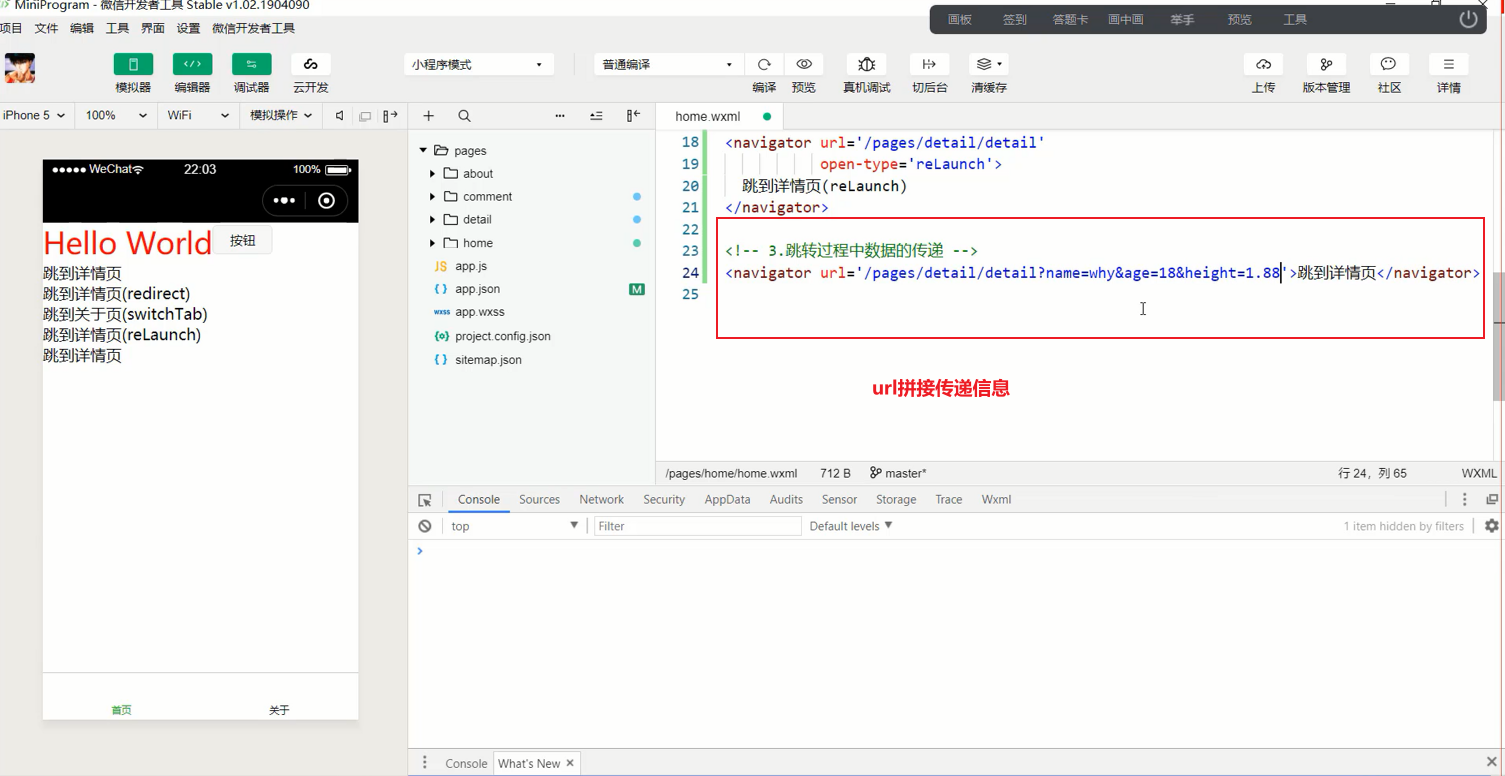 MiniProgram - 微信开发者工具 Stable v1.02.1904090
画板 签到 答题卡 画中画 举手 预览 工具
项目 文件 编辑 工具 界面 设置 微信开发者工具
小程序模式 普通编译
模拟器 编辑器 调试器 云开发 编译 预览 真机调试 切后台 清缓存 上传 版本管理 社区 详情
iPhone 5 100% WiFi 模拟操作
home.wxml
WeChat 22:03 100%
Hello World 按钮
跳到详情页
跳到详情页(redirect)
跳到关于页(switchTab)
跳到详情页(reLaunch)
跳到详情页
首页 关于
pages
about
comment
detail
home
JS app.js
{} app.json M
wxss app.wxss
{o} project.config.json
{} sitemap.json
18 <navigator url='/pages/detail/detail'
19 open-type='reLaunch'>
20 跳到详情页(reLaunch)
21 </navigator>
22
23 <!-- 3.跳转过程中数据的传递 -->
24 <navigator url='/pages/detail/detail?name=why&age=18&height=1.88'>跳到详情页</navigator>
25
url拼接传递信息
/pages/home/home.wxml 712 B master* 行 24，列 65 WXML
Console Sources Network Security AppData Audits Sensor Storage Trace Wxml
top Filter Default levels 1 item hidden by filters
Console What's New